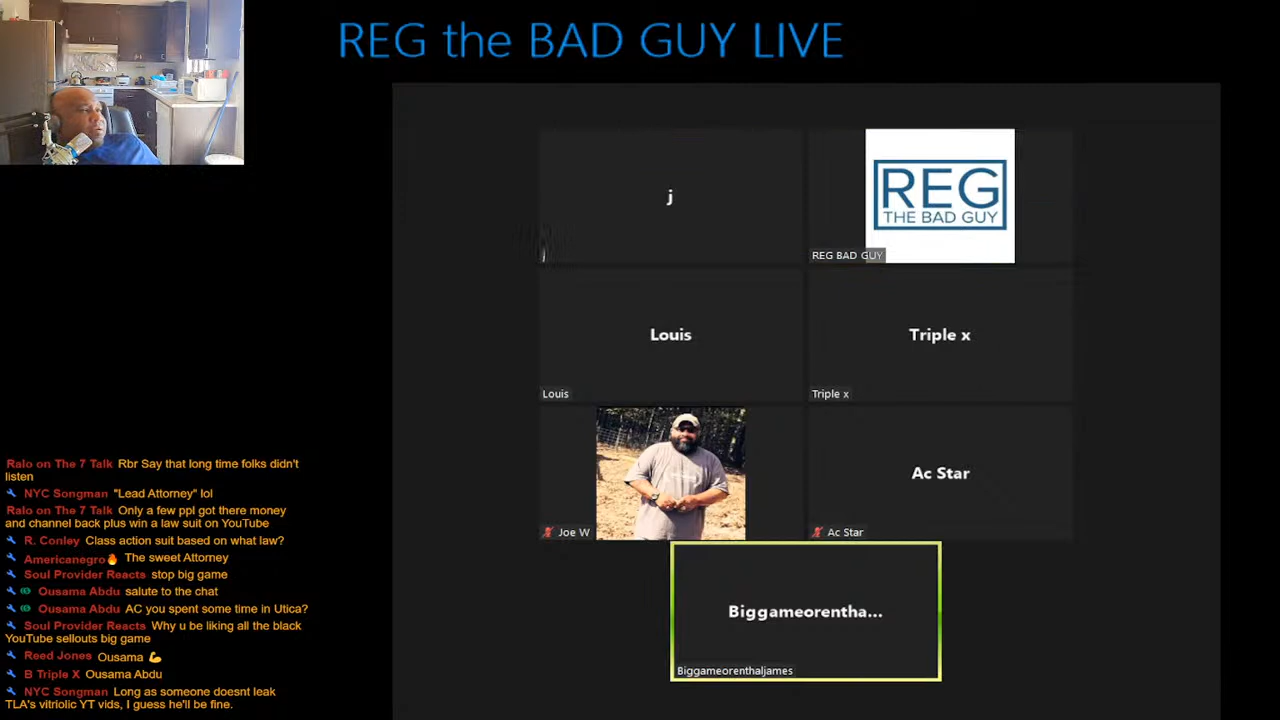 REG the BAD GUY LIVE
j
REG
THE BAD GUY
j
REG BAD GUY
Louis
Triple x
Louis
Triple x
Ac Star
Joe W
Ac Star
Biggameorentha...
Biggameorenthaljames
Ralo on The 7 Talk Rbr Say that long time folks didn't
listen
NYC Songman "Lead Attorney" lol
Ralo on The 7 Talk Only a few ppl got there money
and channel back plus win a law suit on YouTube
R. Conley Class action suit based on what law?
Americanegro🔥 The sweet Attorney
Soul Provider Reacts stop big game
Ousama Abdu salute to the chat
Ousama Abdu AC you spent some time in Utica?
Soul Provider Reacts Why u be liking all the black
YouTube sellouts big game
Reed Jones Ousama 💪
B Triple X Ousama Abdu
NYC Songman Long as someone doesnt leak
TLA's vitriolic YT vids, I guess he'll be fine.